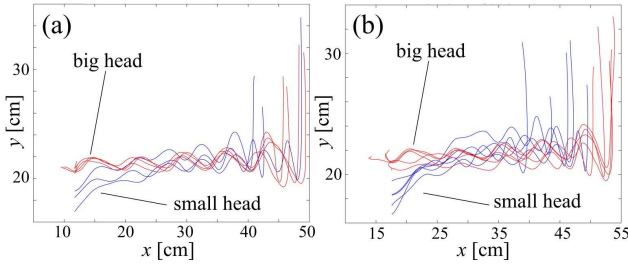 (a)
big head
small head
y [cm]
30
20
10 20 30 40 50
x [cm]
(b)
big head
small head
y [cm]
30
20
15 25 35 45 55
x [cm]